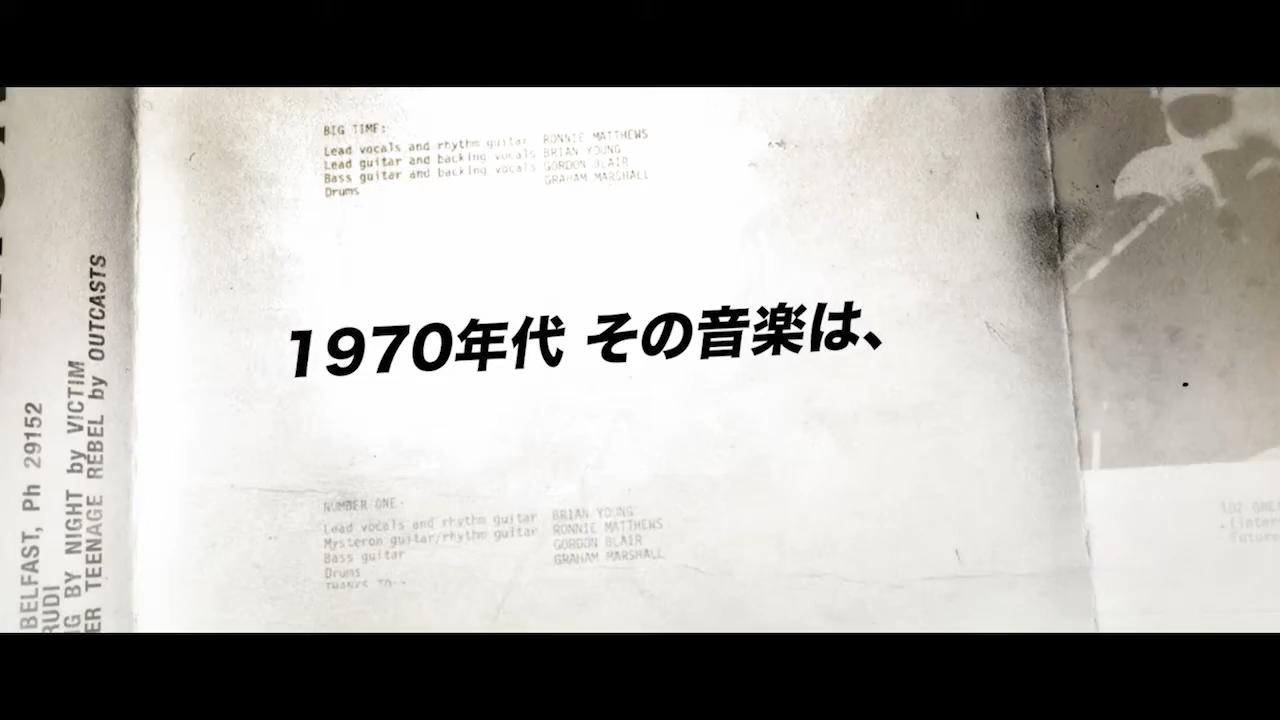 BIG TIME:
Lead vocals and rhythm guitar RONNIE MATTHEWS
Lead guitar and backing vocals BRIAN YOUNG
Bass guitar and backing vocals GORDON BLAIR
Drums GRAHAM MARSHALL
1970年代 その音楽は、
NUMBER ONE
Lead vocals and rhythm guitar BRIAN YOUNG
Mysteron guitar/rhythm guitar RONNIE MATTHEWS
Bass guitar GORDON BLAIR
Drums GRAHAM MARSHALL
THANKS TO--
BELFAST, Ph 29152
RUDI
BY NIGHT by VICTIM
TEENAGE REBEL by OUTCASTS